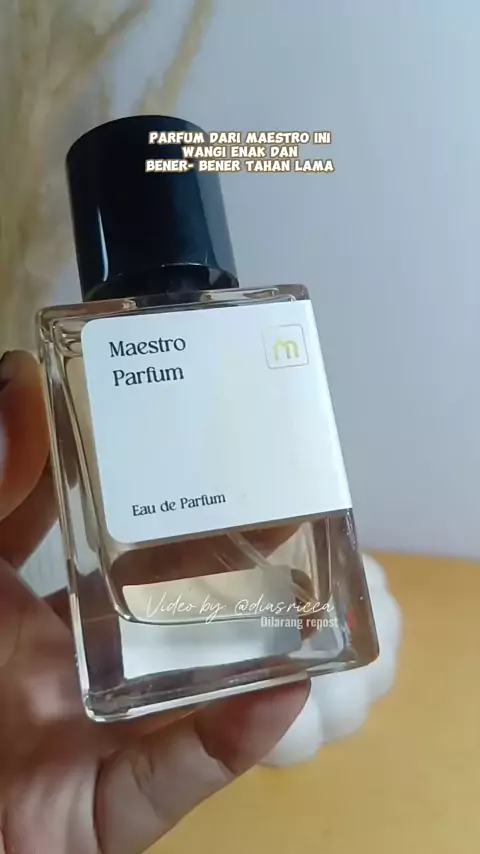 PARFUM DARI MAESTRO INI
WANGI ENAK DAN
BENER- BENER TAHAN LAMA
Maestro
Parfum
m
Eau de Parfum
Video by @diasricca
Dilarang repost